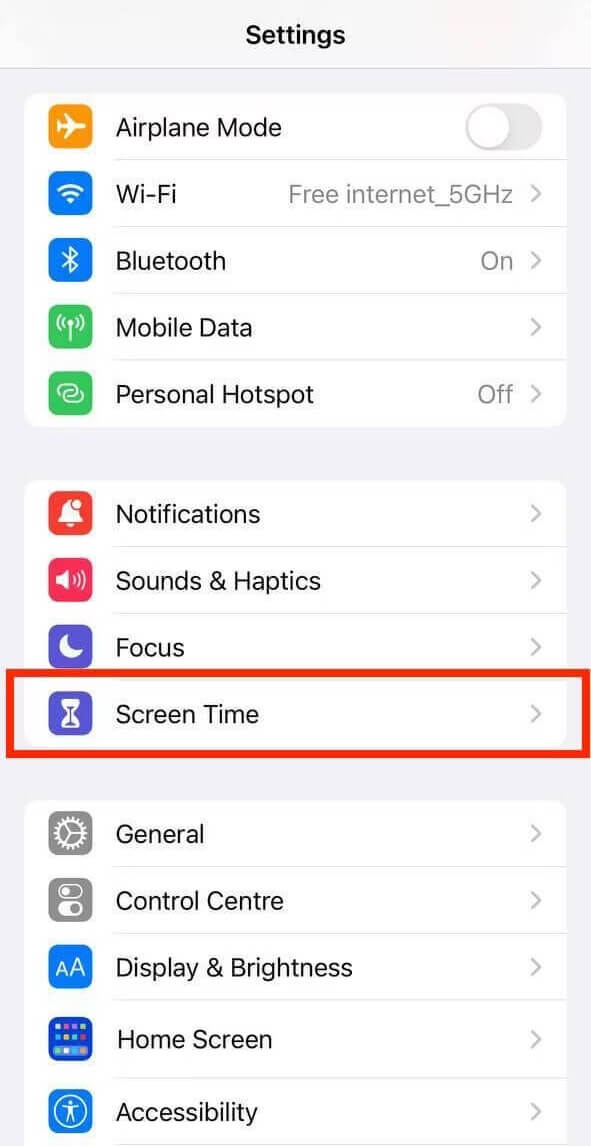 Settings
Airplane Mode
Wi-Fi Free internet_5GHz
Bluetooth On
Mobile Data
Personal Hotspot Off
Notifications
Sounds & Haptics
Focus
Screen Time
General
Control Centre
AA Display & Brightness
Home Screen
Accessibility